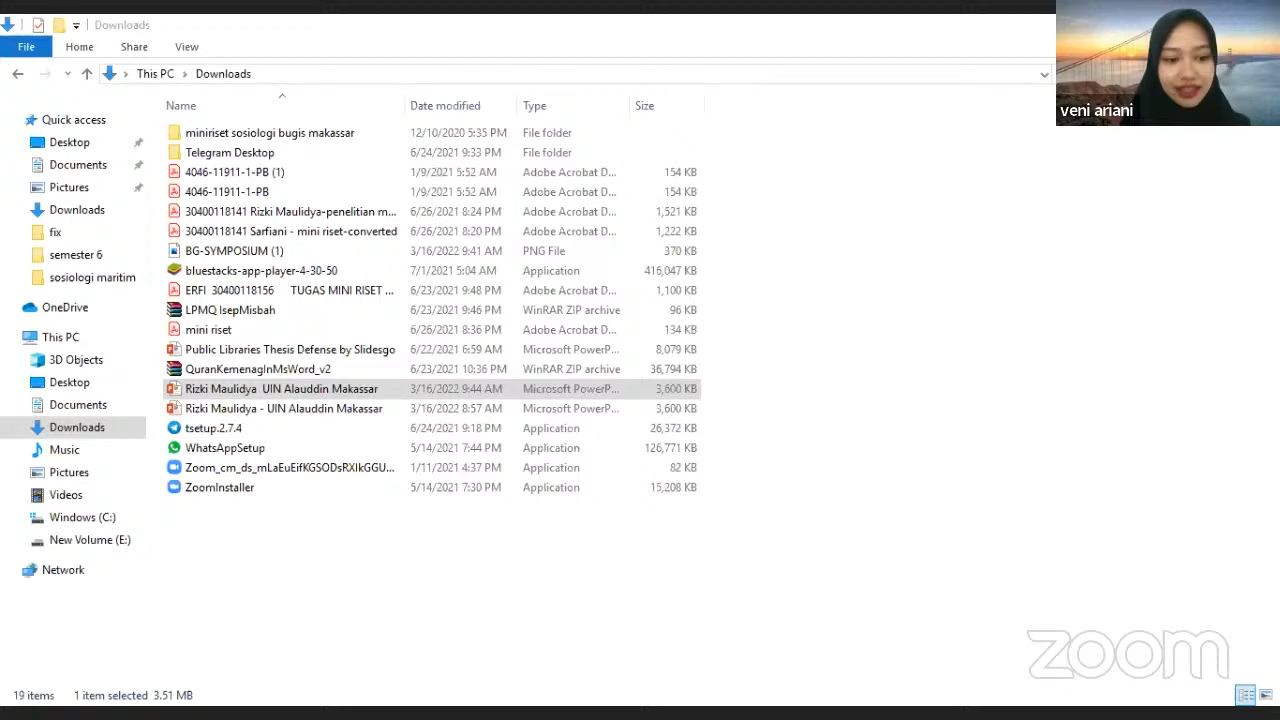 Downloads
File Home Share View
This PC Downloads
veni ariani
Name Date modified Type Size
Quick access
Desktop
Documents
Pictures
Downloads
fix
semester 6
sosiologi maritim
OneDrive
This PC
3D Objects
Desktop
Documents
Downloads
Music
Pictures
Videos
Windows (C:)
New Volume (E:)
Network
miniriset sosiologi bugis makassar 12/10/2020 5:35 PM File folder
Telegram Desktop 6/24/2021 9:33 PM File folder
4046-11911-1-PB (1) 1/9/2021 5:52 AM Adobe Acrobat D... 154 KB
4046-11911-1-PB 1/9/2021 5:52 AM Adobe Acrobat D... 154 KB
30400118141 Rizki Maulidya-penelitian m... 6/26/2021 8:24 PM Adobe Acrobat D... 1,521 KB
30400118141 Sarfiani - mini riset-converted 6/26/2021 8:20 PM Adobe Acrobat D... 1,222 KB
BG-SYMPOSIUM (1) 3/16/2022 9:41 AM PNG File 370 KB
bluestacks-app-player-4-30-50 7/1/2021 5:04 AM Application 416,047 KB
ERFI 30400118156 TUGAS MINI RISET ... 6/23/2021 9:48 PM Adobe Acrobat D... 1,100 KB
LPMQ IsepMisbah 6/23/2021 9:46 PM WinRAR ZIP archive 96 KB
mini riset 6/26/2021 8:36 PM Adobe Acrobat D... 134 KB
Public Libraries Thesis Defense by Slidesgo 6/22/2021 6:59 AM Microsoft PowerP... 8,079 KB
QuranKemenagInMsWord_v2 6/23/2021 10:36 PM WinRAR ZIP archive 36,794 KB
Rizki Maulidya UIN Alauddin Makassar 3/16/2022 9:44 AM Microsoft PowerP... 3,600 KB
Rizki Maulidya - UIN Alauddin Makassar 3/16/2022 8:57 AM Microsoft PowerP... 3,600 KB
tsetup.2.7.4 6/24/2021 9:18 PM Application 26,372 KB
WhatsAppSetup 5/14/2021 7:44 PM Application 126,771 KB
Zoom_cm_ds_mLaEuEifKGSODsRXIkGGU... 1/11/2021 4:37 PM Application 82 KB
ZoomInstaller 5/14/2021 7:30 PM Application 15,208 KB
zoom
19 items 1 item selected 3.51 MB